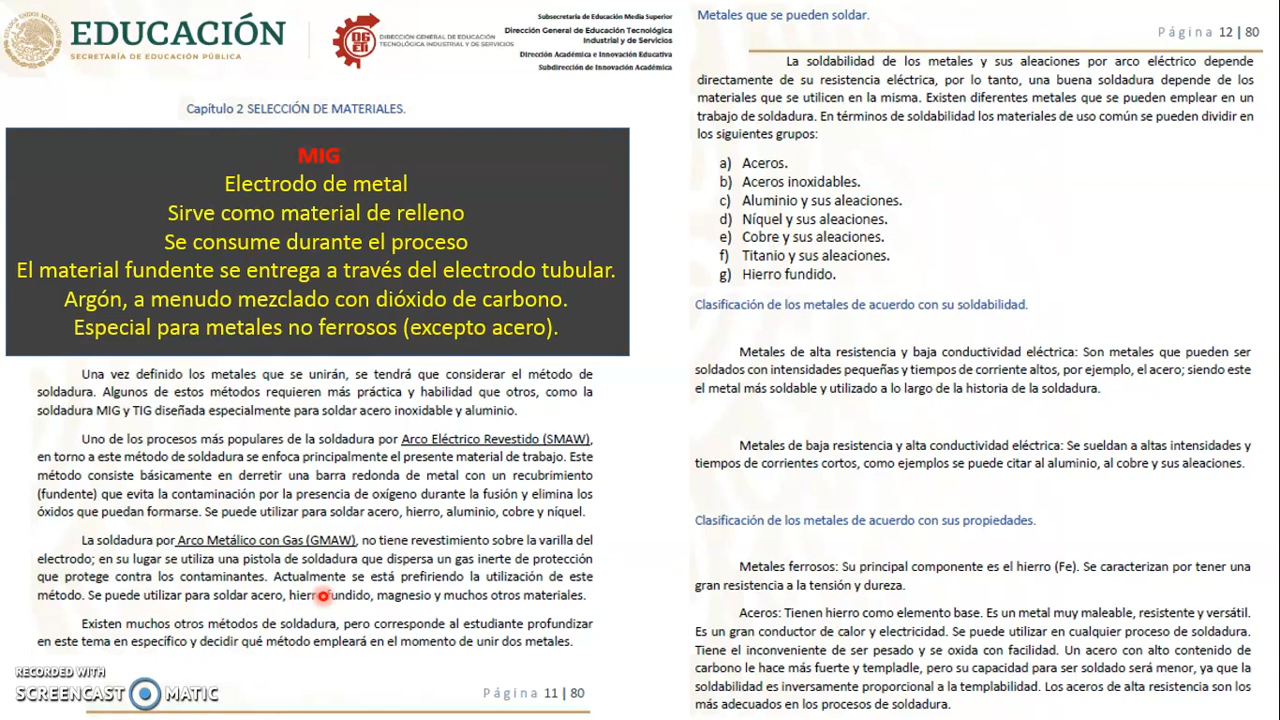 EDUCACIÓN
SECRETARÍA DE EDUCACIÓN PÚBLICA
DIRECCIÓN GENERAL DE EDUCACIÓN
TECNOLÓGICA INDUSTRIAL Y DE SERVICIOS
Subsecretaría de Educación Media Superior
Dirección General de Educación Tecnológica
Industrial y de Servicios
Dirección Académica e Innovación Educativa
Subdirección de Innovación Académica
Capítulo 2 SELECCIÓN DE MATERIALES.
MIG
Electrodo de metal
Sirve como material de relleno
Se consume durante el proceso
El material fundente se entrega a través del electrodo tubular.
Argón, a menudo mezclado con dióxido de carbono.
Especial para metales no ferrosos (excepto acero).
Una vez definido los metales que se unirán, se tendrá que considerar el método de
soldadura. Algunos de estos métodos requieren más práctica y habilidad que otros, como la
soldadura MIG y TIG diseñada especialmente para soldar acero inoxidable y aluminio.
Uno de los procesos más populares de la soldadura por Arco Eléctrico Revestido (SMAW),
en torno a este método de soldadura se enfoca principalmente el presente material de trabajo. Este
método consiste básicamente en derretir una barra redonda de metal con un recubrimiento
(fundente) que evita la contaminación por la presencia de oxígeno durante la fusión y elimina los
óxidos que puedan formarse. Se puede utilizar para soldar acero, hierro, aluminio, cobre y níquel.
La soldadura por Arco Metálico con Gas (GMAW), no tiene revestimiento sobre la varilla del
electrodo; en su lugar se utiliza una pistola de soldadura que dispersa un gas inerte de protección
que protege contra los contaminantes. Actualmente se está prefiriendo la utilización de este
método. Se puede utilizar para soldar acero, hierro fundido, magnesio y muchos otros materiales.
Existen muchos otros métodos de soldadura, pero corresponde al estudiante profundizar
en este tema en específico y decidir qué método empleará en el momento de unir dos metales.
RECORDED WITH
SCREENCAST MATIC
Página 11 | 80
Metales que se pueden soldar.
Página 12 | 80
La soldabilidad de los metales y sus aleaciones por arco eléctrico depende
directamente de su resistencia eléctrica, por lo tanto, una buena soldadura depende de los
materiales que se utilicen en la misma. Existen diferentes metales que se pueden emplear en un
trabajo de soldadura. En términos de soldabilidad los materiales de uso común se pueden dividir en
los siguientes grupos:
a) Aceros.
b) Aceros inoxidables.
c) Aluminio y sus aleaciones.
d) Níquel y sus aleaciones.
e) Cobre y sus aleaciones.
f) Titanio y sus aleaciones.
g) Hierro fundido.
Clasificación de los metales de acuerdo con su soldabilidad.
Metales de alta resistencia y baja conductividad eléctrica: Son metales que pueden ser
soldados con intensidades pequeñas y tiempos de corriente altos, por ejemplo, el acero; siendo este
el metal más soldable y utilizado a lo largo de la historia de la soldadura.
Metales de baja resistencia y alta conductividad eléctrica: Se sueldan a altas intensidades y
tiempos de corrientes cortos, como ejemplos se puede citar al aluminio, al cobre y sus aleaciones.
Clasificación de los metales de acuerdo con sus propiedades.
Metales ferrosos: Su principal componente es el hierro (Fe). Se caracterizan por tener una
gran resistencia a la tensión y dureza.
Aceros: Tienen hierro como elemento base. Es un metal muy maleable, resistente y versátil.
Es un gran conductor de calor y electricidad. Se puede utilizar en cualquier proceso de soldadura.
Tiene el inconveniente de ser pesado y se oxida con facilidad. Un acero con alto contenido de
carbono le hace más fuerte y templadle, pero su capacidad para ser soldado será menor, ya que la
soldabilidad es inversamente proporcional a la templabilidad. Los aceros de alta resistencia son los
más adecuados en los procesos de soldadura.